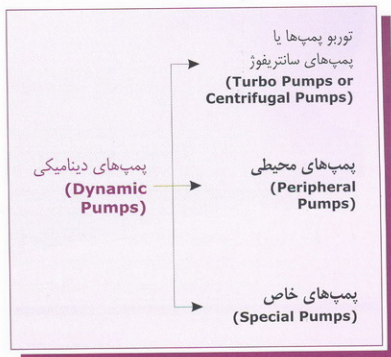 توربو پمپ‌ها یا
پمپ‌های سانتریفوژ
(Turbo Pumps or
Centrifugal Pumps)
پمپ‌های دینامیکی
(Dynamic
Pumps)
پمپ‌های محیطی
(Peripheral
Pumps)
پمپ‌های خاص
(Special Pumps)